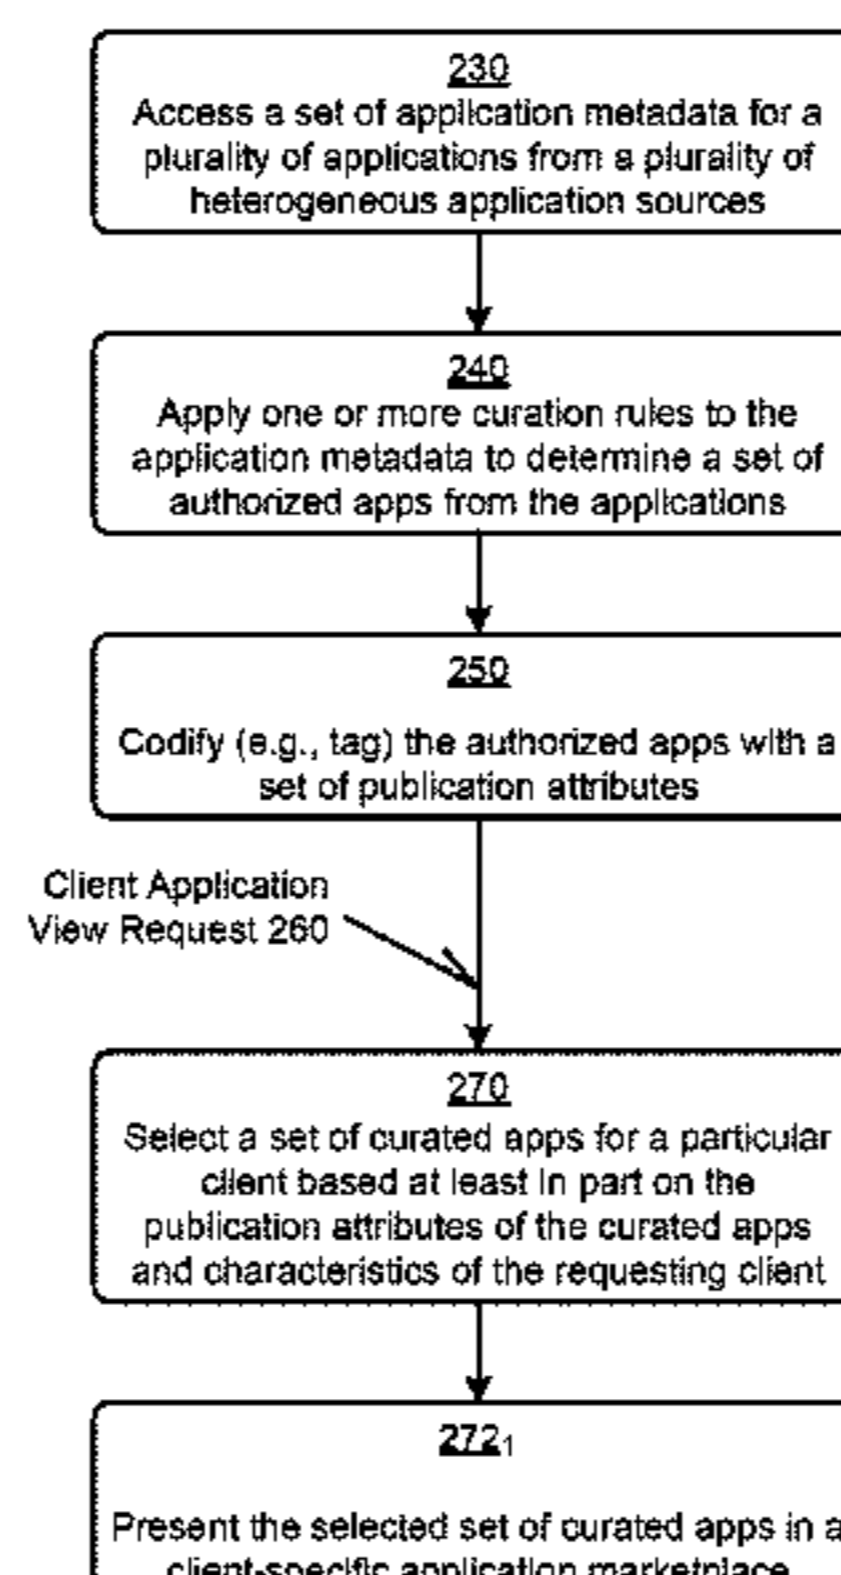 230
Access a set of application metadata for a
plurality of applications from a plurality of
heterogeneous application sources
240
Apply one or more curation rules to the
application metadata to determine a set of
authorized apps from the applications
250
Codify (e.g., tag) the authorized apps with a
set of publication attributes
Client Application
View Request 260
270
Select a set of curated apps for a particular
client based at least in part on the
publication attributes of the curated apps
and characteristics of the requesting client
272₁
Present the selected set of curated apps in a
client-specific application marketplace